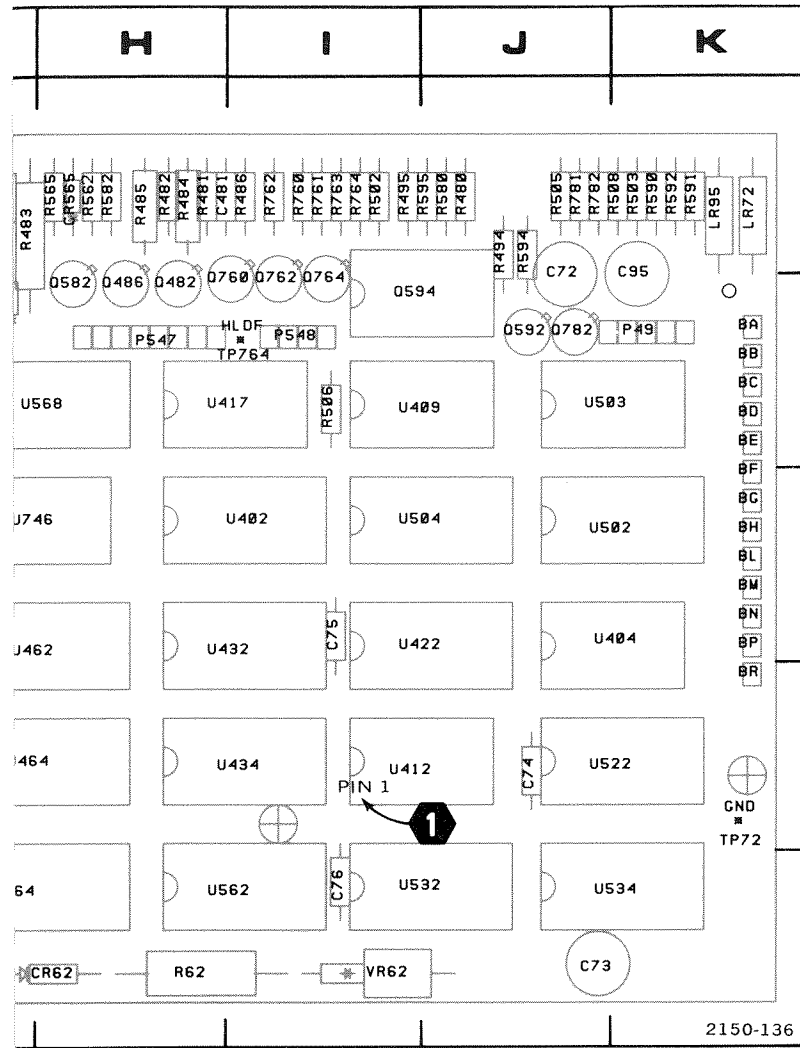 H I J K
R483
R565
CR565
R562
R582
R485
R482
R484
R481
C481
R486
R762
R760
R761
R763
R764
R502
R495
R595
R580
R480
R505
R781
R782
R508
R503
R590
R592
R591
LR95
LR72
R494
R594
Q582 Q486 Q482 Q760 Q762 Q764 Q594 C72 C95
HLDF
P547 P548 Q592 Q782 P49 BA
TP764
BB
BC
U568 U417 R506 U409 U503
BD
BE
BF
BG
U746 U402 U504 U502 BH
BL
BM
BN
U462 U432 C75 U422 U404 BP
BR
464 U434 U412 C74 U522
PIN 1
1
GND
TP72
64 U562 C76 U532 U534
CR62 R62 VR62 C73
2150-136